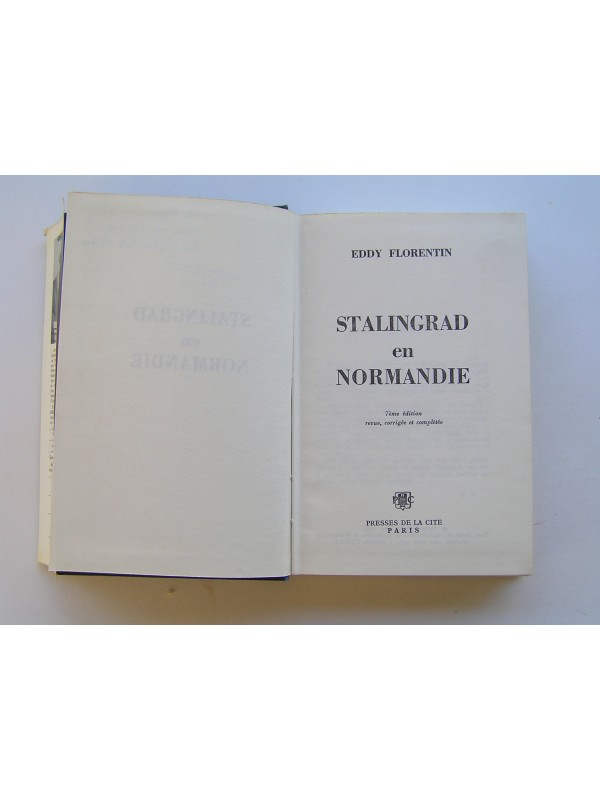 EDDY FLORENTIN
STALINGRAD
en
NORMANDIE
7ème édition
revue, corrigée et complétée
PRESSES DE LA CITE
PARIS